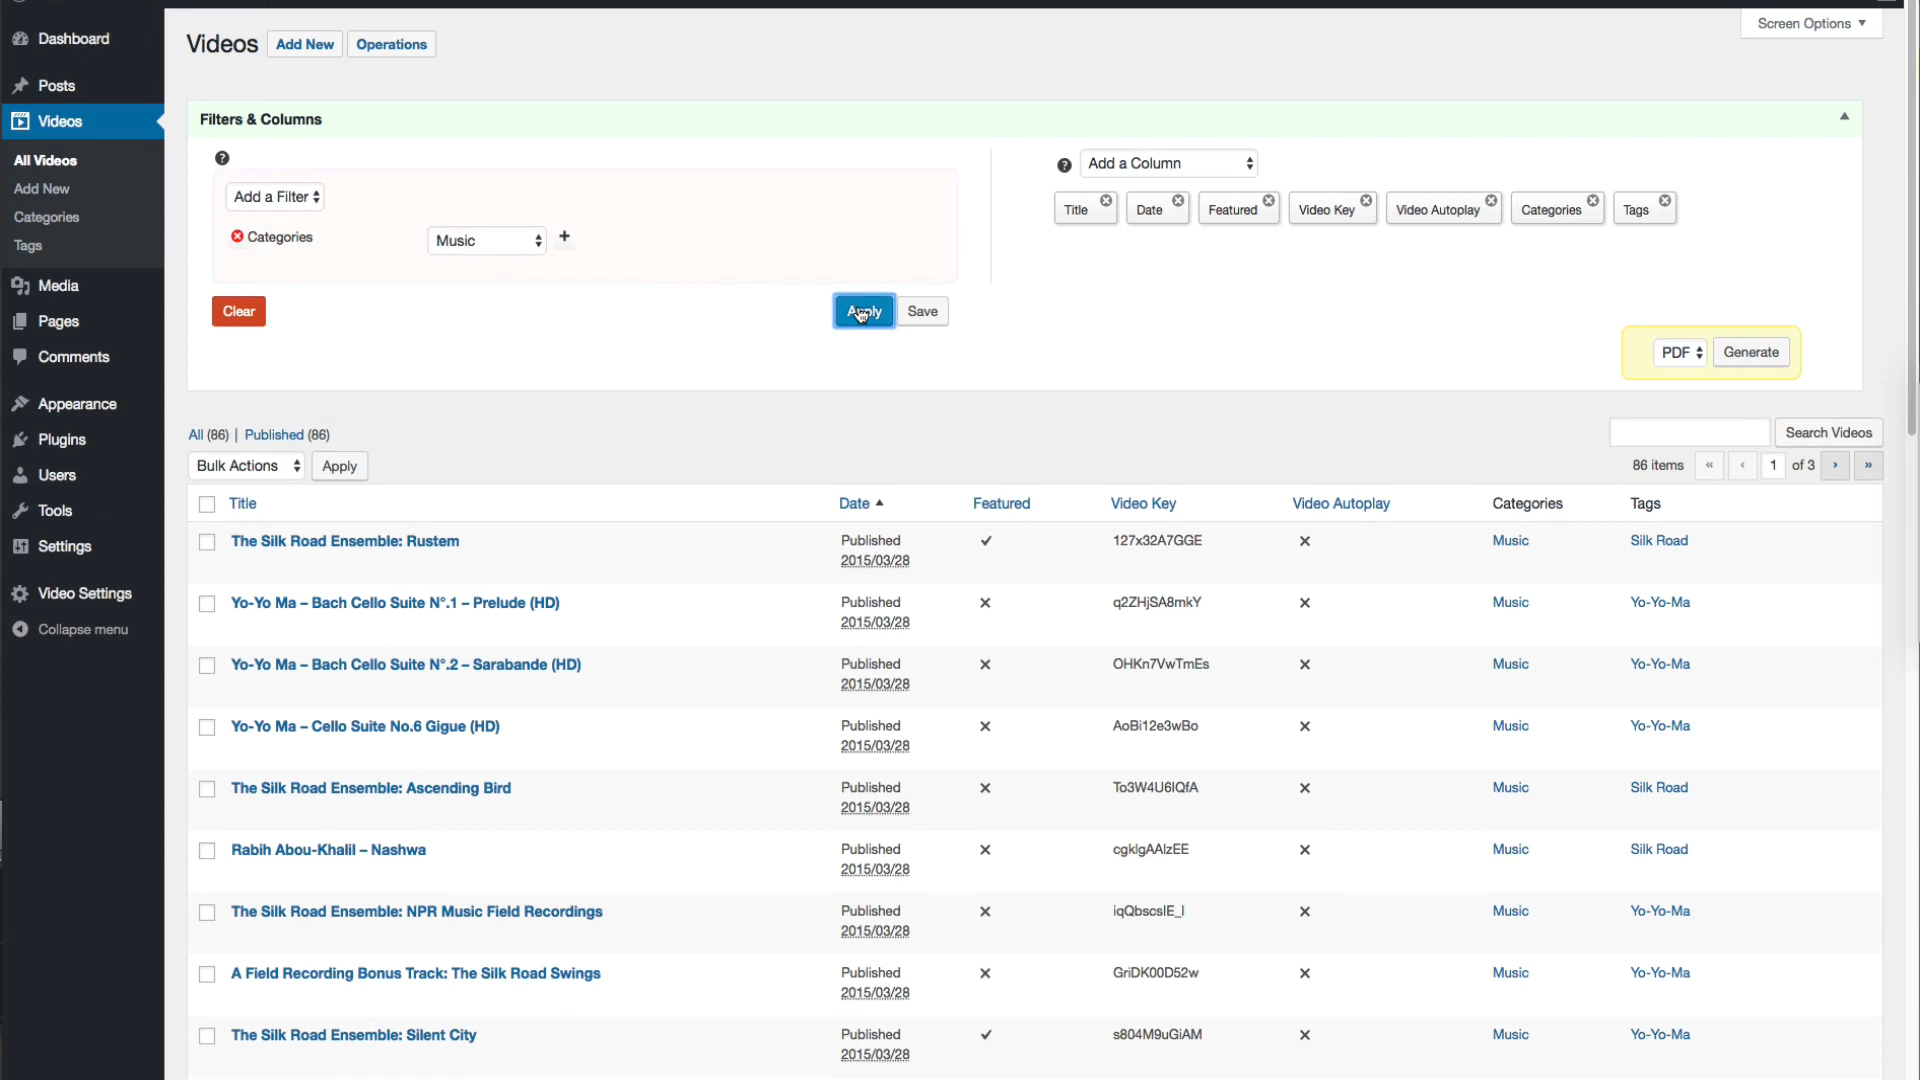 Dashboard
Posts
Videos
All Videos
Add New
Categories
Tags
Media
Pages
Comments
Appearance
Plugins
Users
Tools
Settings
Video Settings
Collapse menu
Screen Options
Videos Add New Operations
Filters & Columns
Add a Filter
Categories Music +
Clear Apply Save
Add a Column
Title Date Featured Video Key Video Autoplay Categories Tags
PDF Generate
All (86) | Published (86)
Search Videos
Bulk Actions Apply
86 items « ‹ 1 of 3 › »
Title Date Featured Video Key Video Autoplay Categories Tags
The Silk Road Ensemble: Rustem Published 127x32A7GGE Music Silk Road
2015/03/28
Yo-Yo Ma – Bach Cello Suite N°.1 – Prelude (HD) Published q2ZHjSA8mkY Music Yo-Yo-Ma
2015/03/28
Yo-Yo Ma – Bach Cello Suite N°.2 – Sarabande (HD) Published OHKn7VwTmEs Music Yo-Yo-Ma
2015/03/28
Yo-Yo Ma – Cello Suite No.6 Gigue (HD) Published AoBi12e3wBo Music Yo-Yo-Ma
2015/03/28
The Silk Road Ensemble: Ascending Bird Published To3W4U6IQfA Music Silk Road
2015/03/28
Rabih Abou-Khalil – Nashwa Published cgklgAAlzEE Music Silk Road
2015/03/28
The Silk Road Ensemble: NPR Music Field Recordings Published iqQbscsIE_I Music Yo-Yo-Ma
2015/03/28
A Field Recording Bonus Track: The Silk Road Swings Published GriDK00D52w Music Yo-Yo-Ma
2015/03/28
The Silk Road Ensemble: Silent City Published s804M9uGiAM Music Yo-Yo-Ma
2015/03/28